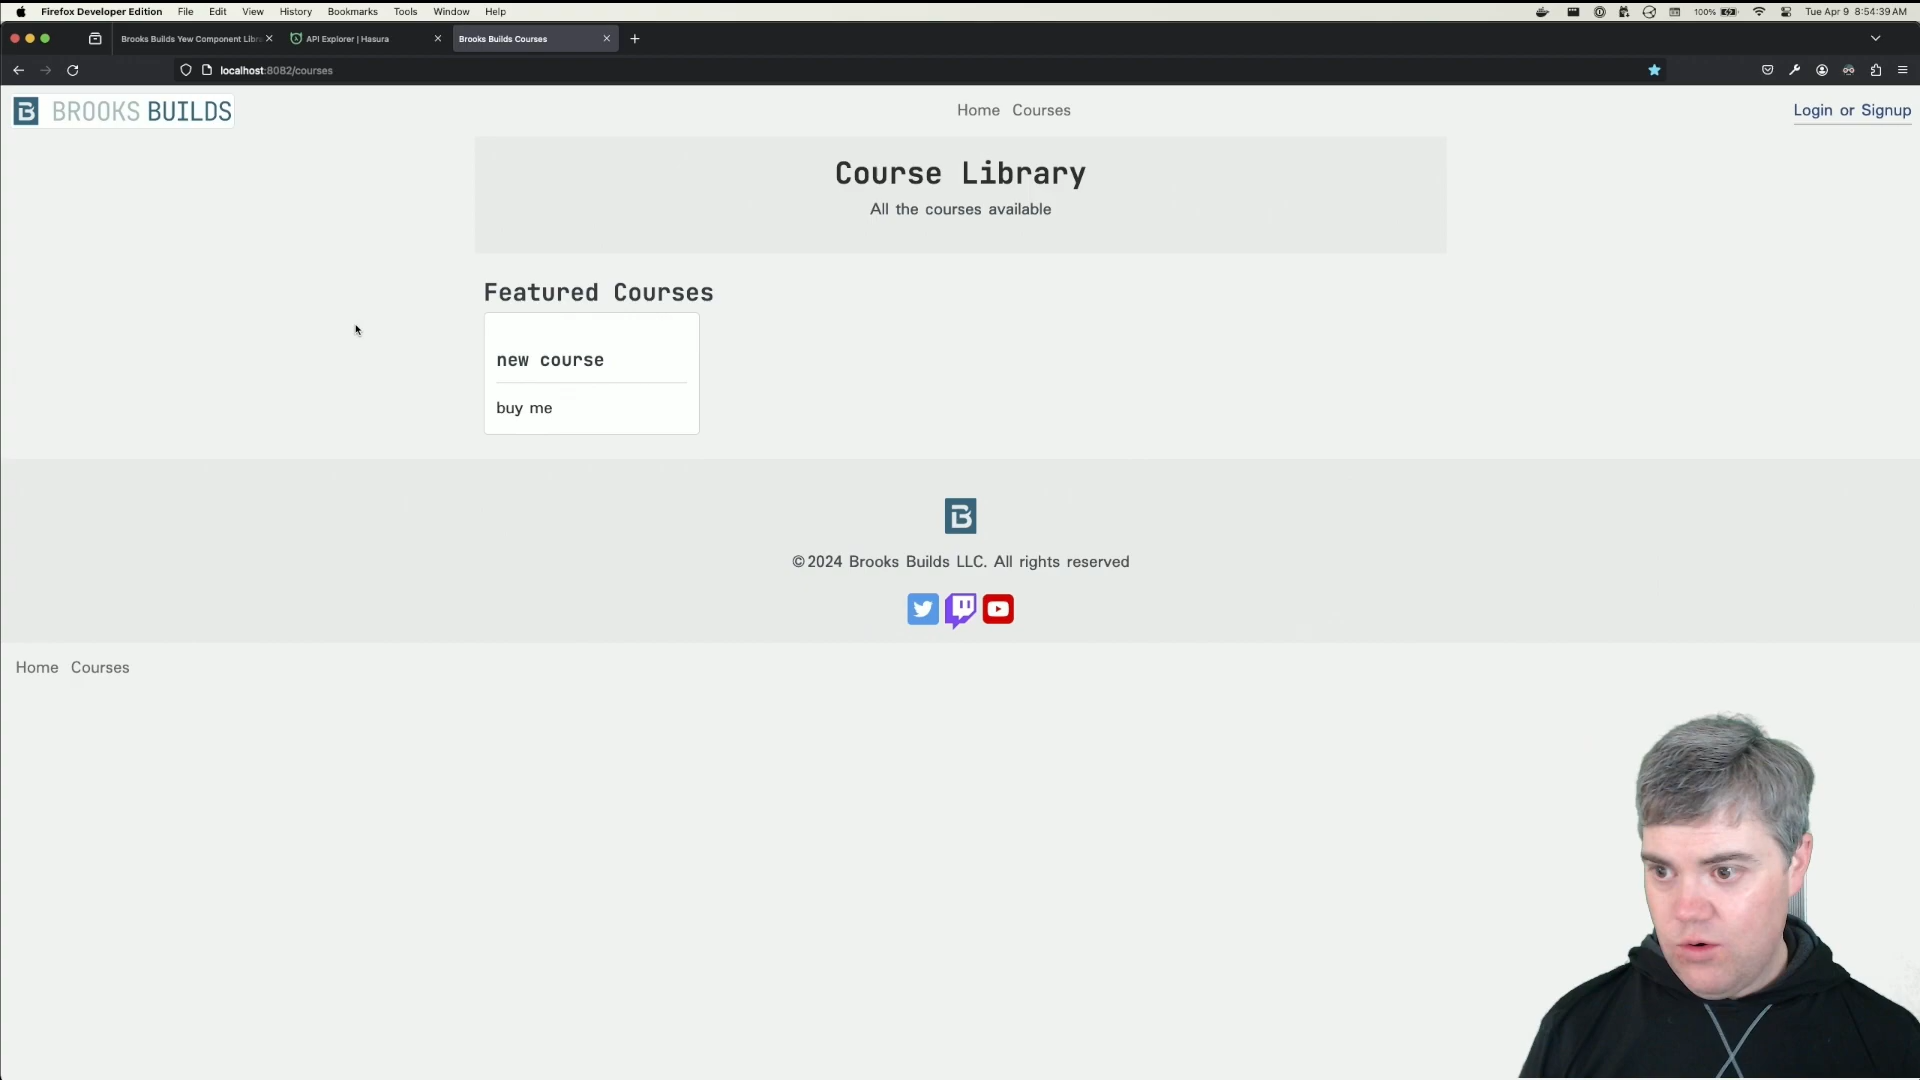 Firefox Developer Edition File Edit View History Bookmarks Tools Window Help
100% Tue Apr 9 8:54:39 AM
Brooks Builds Yew Component Libr
API Explorer | Hasura
Brooks Builds Courses
localhost:8082/courses
B BROOKS BUILDS
Home Courses
Login or Signup
Course Library
All the courses available
Featured Courses
new course
buy me
B
©2024 Brooks Builds LLC. All rights reserved
Home Courses